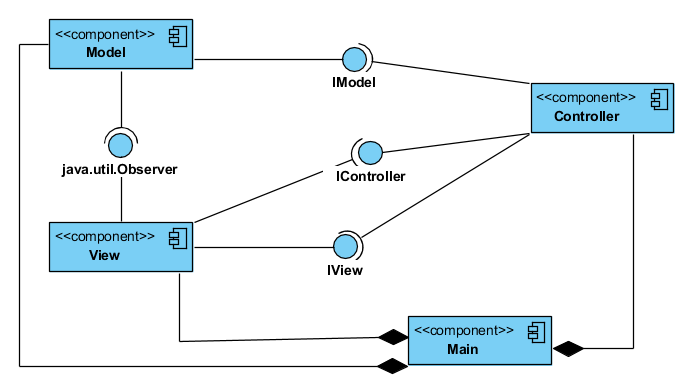 <<component>>
Model
IModel
<<component>>
Controller
java.util.Observer
IController
<<component>>
View
IView
<<component>>
Main